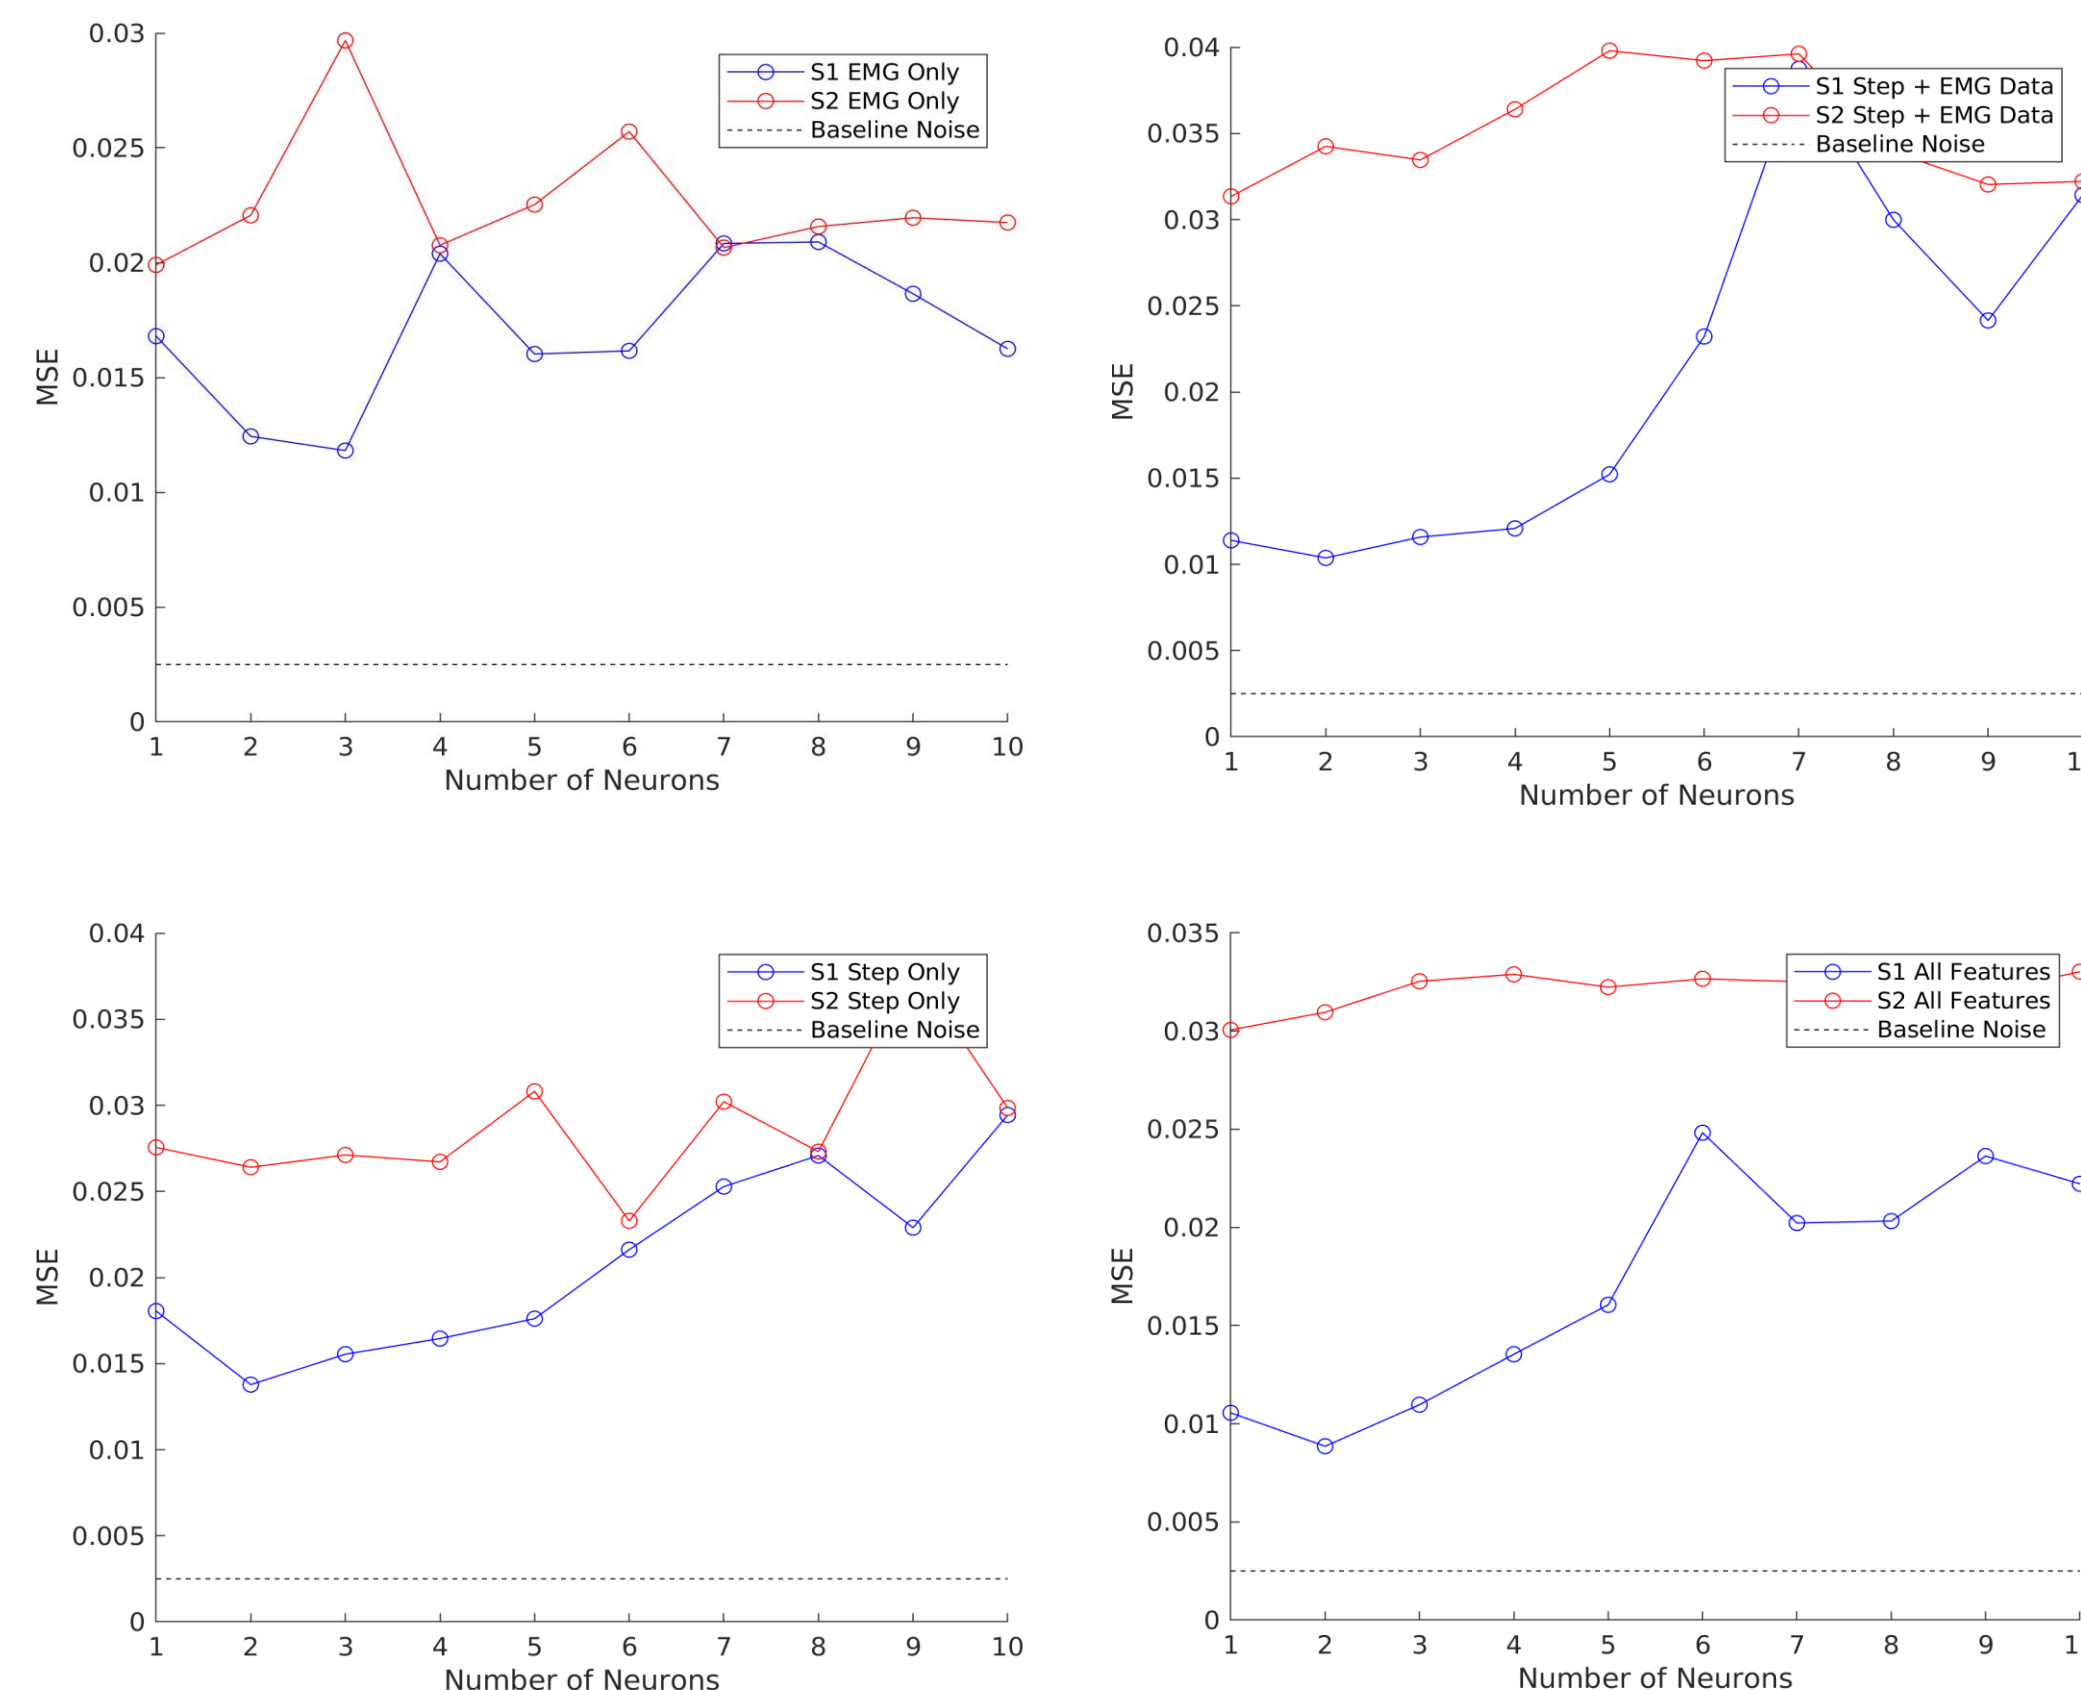 0.03
0.025
0.02
0.015
0.01
0.005
0
MSE
1 2 3 4 5 6 7 8 9 10
Number of Neurons
S1 EMG Only
S2 EMG Only
Baseline Noise
0.04
0.035
0.03
0.025
0.02
0.015
0.01
0.005
0
MSE
1 2 3 4 5 6 7 8 9 1
Number of Neurons
S1 Step + EMG Data
S2 Step + EMG Data
Baseline Noise
0.04
0.035
0.03
0.025
0.02
0.015
0.01
0.005
0
MSE
1 2 3 4 5 6 7 8 9 10
Number of Neurons
S1 Step Only
S2 Step Only
Baseline Noise
0.035
0.03
0.025
0.02
0.015
0.01
0.005
0
MSE
1 2 3 4 5 6 7 8 9 1
Number of Neurons
S1 All Features
S2 All Features
Baseline Noise